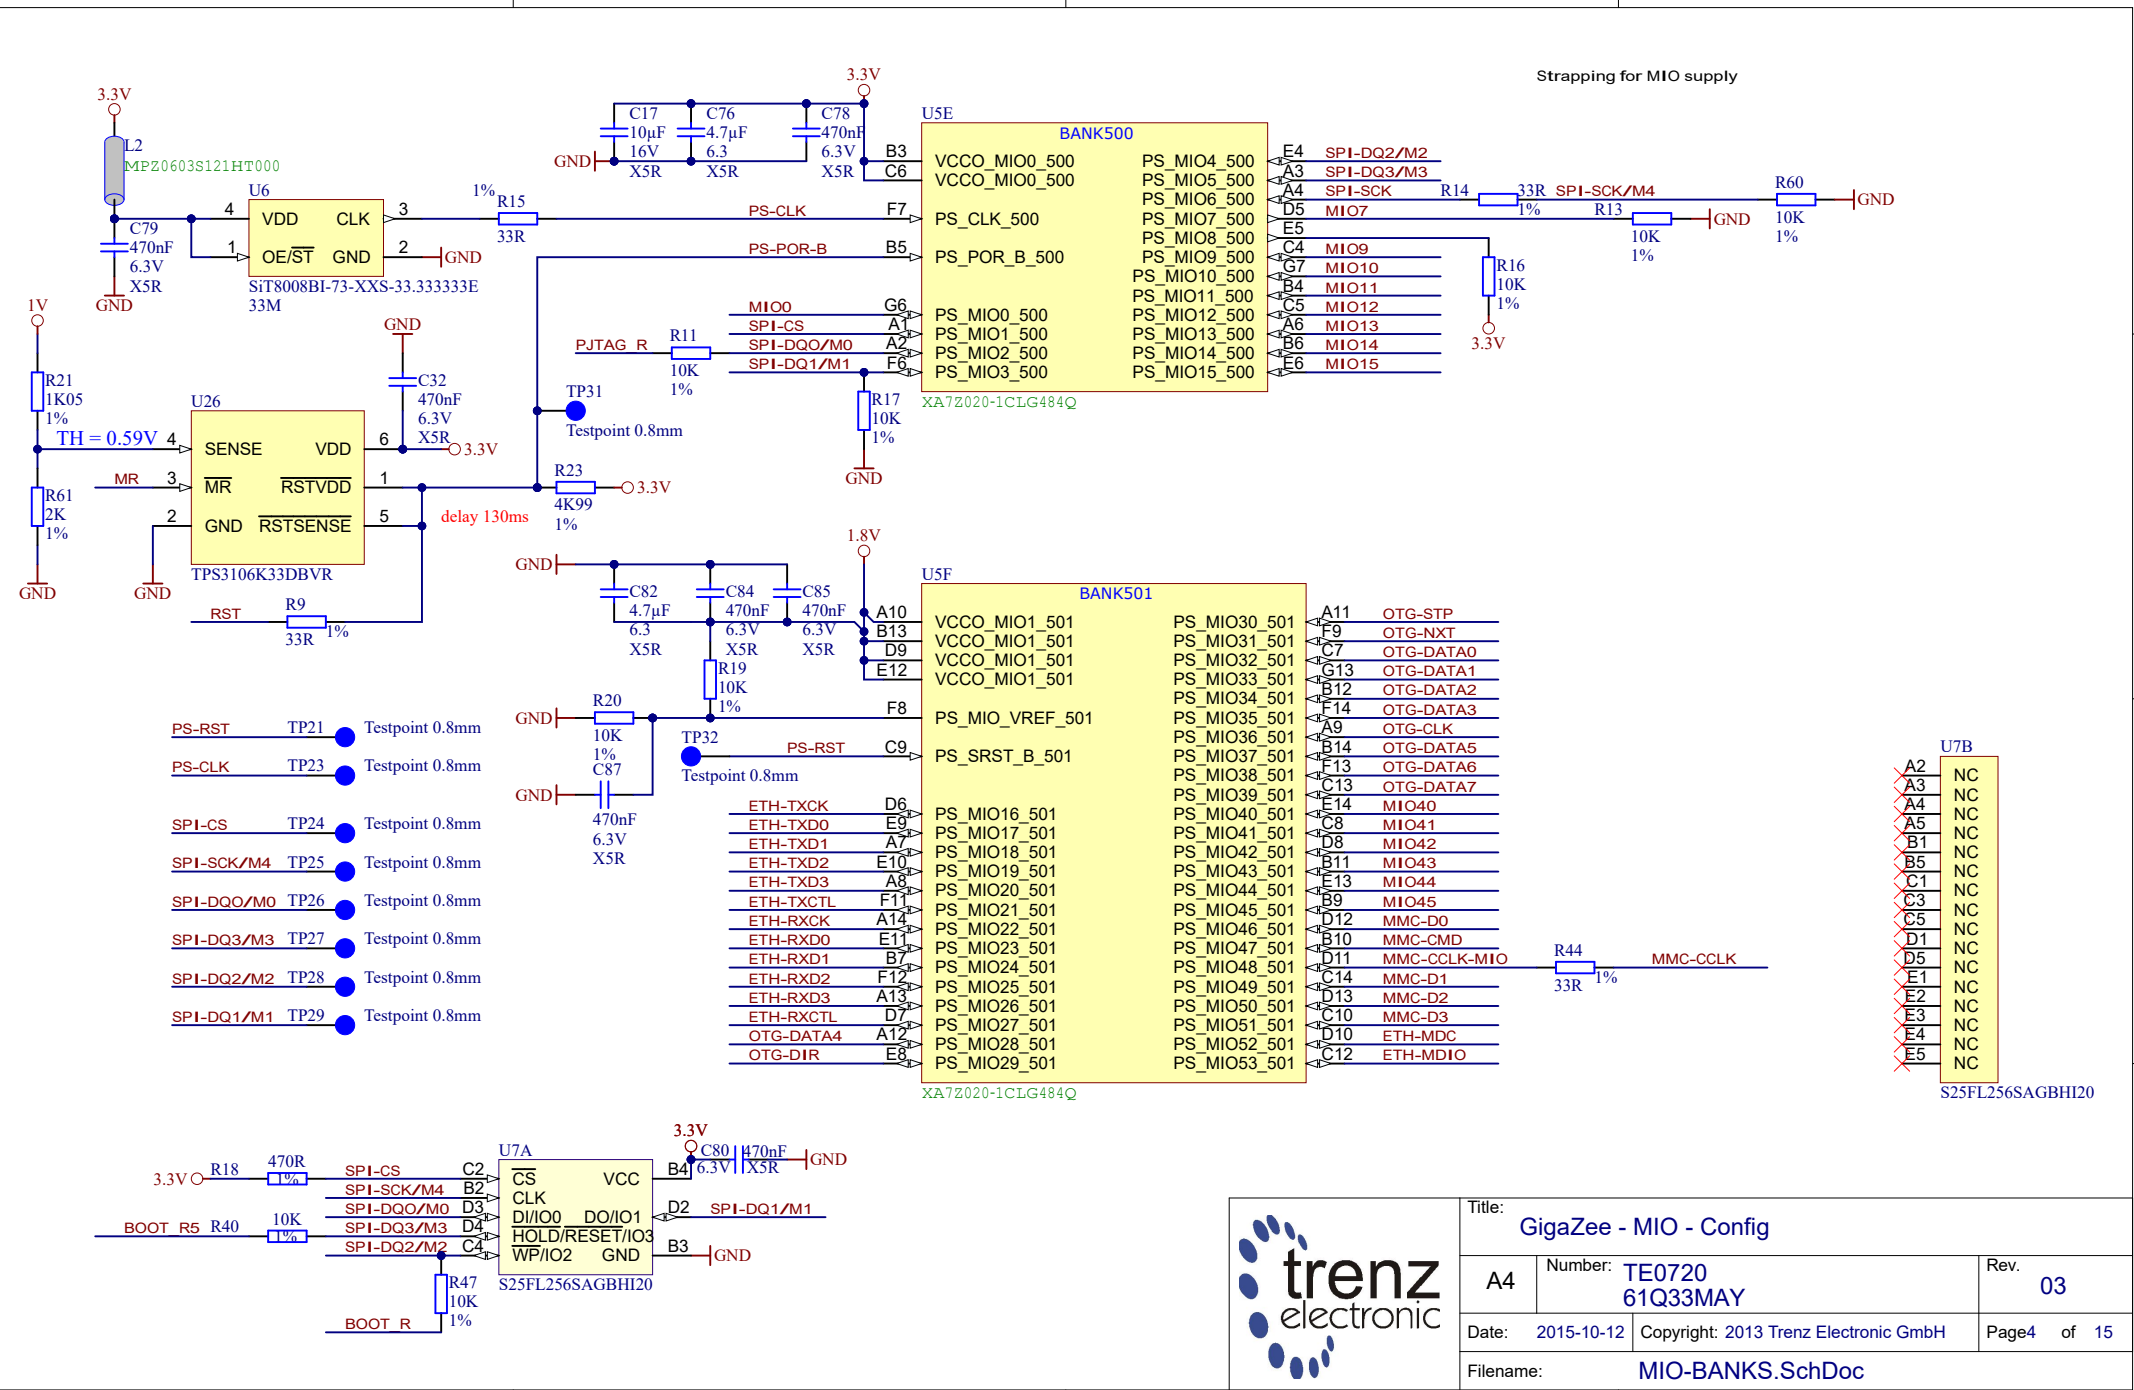 Strapping for MIO supply
3.3V
L2
MPZ0603S121HT000
U6
4 VDD CLK 3
1 OE/ST GND 2 GND
SiT8008BI-73-XXS-33.333333E
33M
C79
470nF
6.3V
X5R
GND
1%
R15
33R
PS-CLK
PS-POR-B
3.3V
C17
10µF
16V
X5R
C76
4.7µF
6.3
X5R
C78
470nF
6.3V
X5R
GND
U5E
BANK500
B3 VCCO_MIO0_500
C6 VCCO_MIO0_500
F7 PS_CLK_500
B5 PS_POR_B_500
MIO0 G6 PS_MIO0_500
SPI-CS A1 PS_MIO1_500
SPI-DQO/M0 A2 PS_MIO2_500
SPI-DQ1/M1 F6 PS_MIO3_500
PS_MIO4_500 E4 SPI-DQ2/M2
PS_MIO5_500 A3 SPI-DQ3/M3
PS_MIO6_500 A4 SPI-SCK
PS_MIO7_500 D5 MIO7
PS_MIO8_500 E5
PS_MIO9_500 C4 MIO9
PS_MIO10_500 G7 MIO10
PS_MIO11_500 B4 MIO11
PS_MIO12_500 C5 MIO12
PS_MIO13_500 A6 MIO13
PS_MIO14_500 B6 MIO14
PS_MIO15_500 E6 MIO15
XA7Z020-1CLG484Q
R14 33R SPI-SCK/M4
1%
R60
10K
1%
GND
R13
10K
1%
GND
R16
10K
1%
3.3V
PJTAG_R R11
10K
1%
R17
10K
1%
GND
TP31
Testpoint 0.8mm
1V
R21
1K05
1%
TH = 0.59V
R61
2K
1%
GND
GND
C32
470nF
6.3V
X5R
3.3V
U26
4 SENSE VDD 6
MR 3 MR RSTVDD 1
2 GND RSTSENSE 5
TPS3106K33DBVR
GND
delay 130ms
R23
4K99
1%
3.3V
RST R9
33R 1%
1.8V
GND
C82
4.7µF
6.3
X5R
C84
470nF
6.3V
X5R
C85
470nF
6.3V
X5R
R19
10K
1%
GND R20
10K
1%
GND C87
470nF
6.3V
X5R
TP32 PS-RST
Testpoint 0.8mm
U5F
BANK501
A10 VCCO_MIO1_501
B13 VCCO_MIO1_501
D9 VCCO_MIO1_501
E12 VCCO_MIO1_501
F8 PS_MIO_VREF_501
C9 PS_SRST_B_501
ETH-TXCK D6 PS_MIO16_501
ETH-TXD0 E9 PS_MIO17_501
ETH-TXD1 A7 PS_MIO18_501
ETH-TXD2 E10 PS_MIO19_501
ETH-TXD3 A8 PS_MIO20_501
ETH-TXCTL F11 PS_MIO21_501
ETH-RXCK A14 PS_MIO22_501
ETH-RXD0 E11 PS_MIO23_501
ETH-RXD1 B7 PS_MIO24_501
ETH-RXD2 F12 PS_MIO25_501
ETH-RXD3 A13 PS_MIO26_501
ETH-RXCTL D7 PS_MIO27_501
OTG-DATA4 A12 PS_MIO28_501
OTG-DIR E8 PS_MIO29_501
PS_MIO30_501 A11 OTG-STP
PS_MIO31_501 F9 OTG-NXT
PS_MIO32_501 C7 OTG-DATA0
PS_MIO33_501 G13 OTG-DATA1
PS_MIO34_501 B12 OTG-DATA2
PS_MIO35_501 F14 OTG-DATA3
PS_MIO36_501 A9 OTG-CLK
PS_MIO37_501 B14 OTG-DATA5
PS_MIO38_501 F13 OTG-DATA6
PS_MIO39_501 C13 OTG-DATA7
PS_MIO40_501 E14 MIO40
PS_MIO41_501 C8 MIO41
PS_MIO42_501 D8 MIO42
PS_MIO43_501 B11 MIO43
PS_MIO44_501 E13 MIO44
PS_MIO45_501 B9 MIO45
PS_MIO46_501 D12 MMC-D0
PS_MIO47_501 B10 MMC-CMD
PS_MIO48_501 D11 MMC-CCLK-MIO
PS_MIO49_501 C14 MMC-D1
PS_MIO50_501 D13 MMC-D2
PS_MIO51_501 C10 MMC-D3
PS_MIO52_501 D10 ETH-MDC
PS_MIO53_501 C12 ETH-MDIO
XA7Z020-1CLG484Q
R44
33R 1%
MMC-CCLK
PS-RST TP21 Testpoint 0.8mm
PS-CLK TP23 Testpoint 0.8mm
SPI-CS TP24 Testpoint 0.8mm
SPI-SCK/M4 TP25 Testpoint 0.8mm
SPI-DQO/M0 TP26 Testpoint 0.8mm
SPI-DQ3/M3 TP27 Testpoint 0.8mm
SPI-DQ2/M2 TP28 Testpoint 0.8mm
SPI-DQ1/M1 TP29 Testpoint 0.8mm
U7B
A2 NC
A3 NC
A4 NC
A5 NC
B1 NC
B5 NC
C1 NC
C3 NC
C5 NC
D1 NC
D5 NC
E1 NC
E2 NC
E3 NC
E4 NC
E5 NC
S25FL256SAGBHI20
3.3V R18 470R
1%
BOOT_R5 R40 10K
1%
U7A
SPI-CS C2 CS
SPI-SCK/M4 B2 CLK
SPI-DQO/M0 D3 DI/IO0
SPI-DQ3/M3 D4 HOLD/RESET/IO3
SPI-DQ2/M2 C4 WP/IO2
VCC B4
DO/IO1 D2 SPI-DQ1/M1
GND B3 GND
S25FL256SAGBHI20
3.3V
C80 470nF
6.3V X5R
GND
R47
10K
1%
BOOT_R
trenz
electronic
Title:
GigaZee - MIO - Config
A4
Number: TE0720
61Q33MAY
Rev.
03
Date: 2015-10-12
Copyright: 2013 Trenz Electronic GmbH
Page4 of 15
Filename: MIO-BANKS.SchDoc